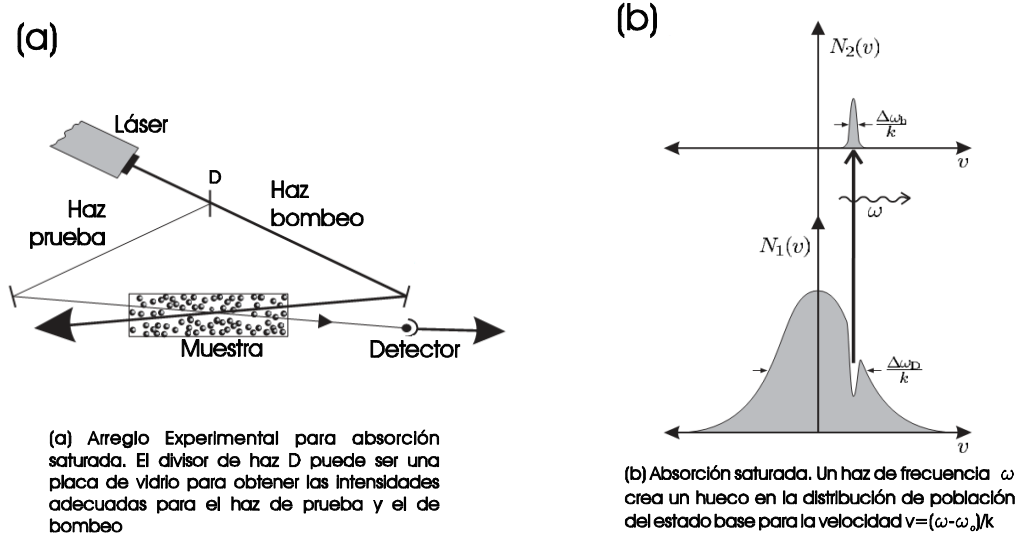 (a)
Láser
D
Haz
bombeo
Haz
prueba
Muestra
Detector
(a) Arreglo Experimental para absorción
saturada. El divisor de haz D puede ser una
placa de vidrio para obtener las intensidades
adecuadas para el haz de prueba y el de
bombeo
(b)
N₂(v)
Δω_h/k
v
ω
N₁(v)
Δω_D/k
v
(b) Absorción saturada. Un haz de frecuencia ω
crea un hueco en la distribución de población
del estado base para la velocidad v=(ω-ω₀)/k